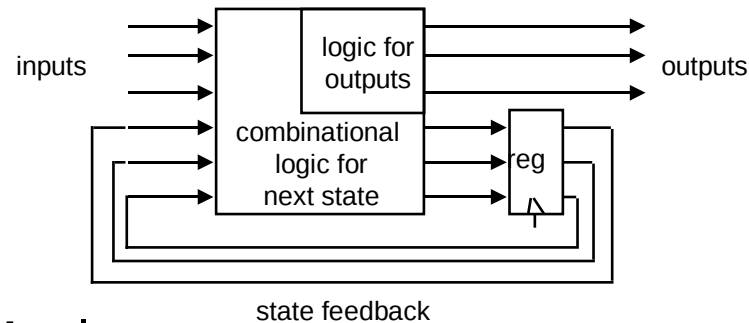 inputs
logic for
outputs
outputs
combinational
logic for
next state
reg
state feedback